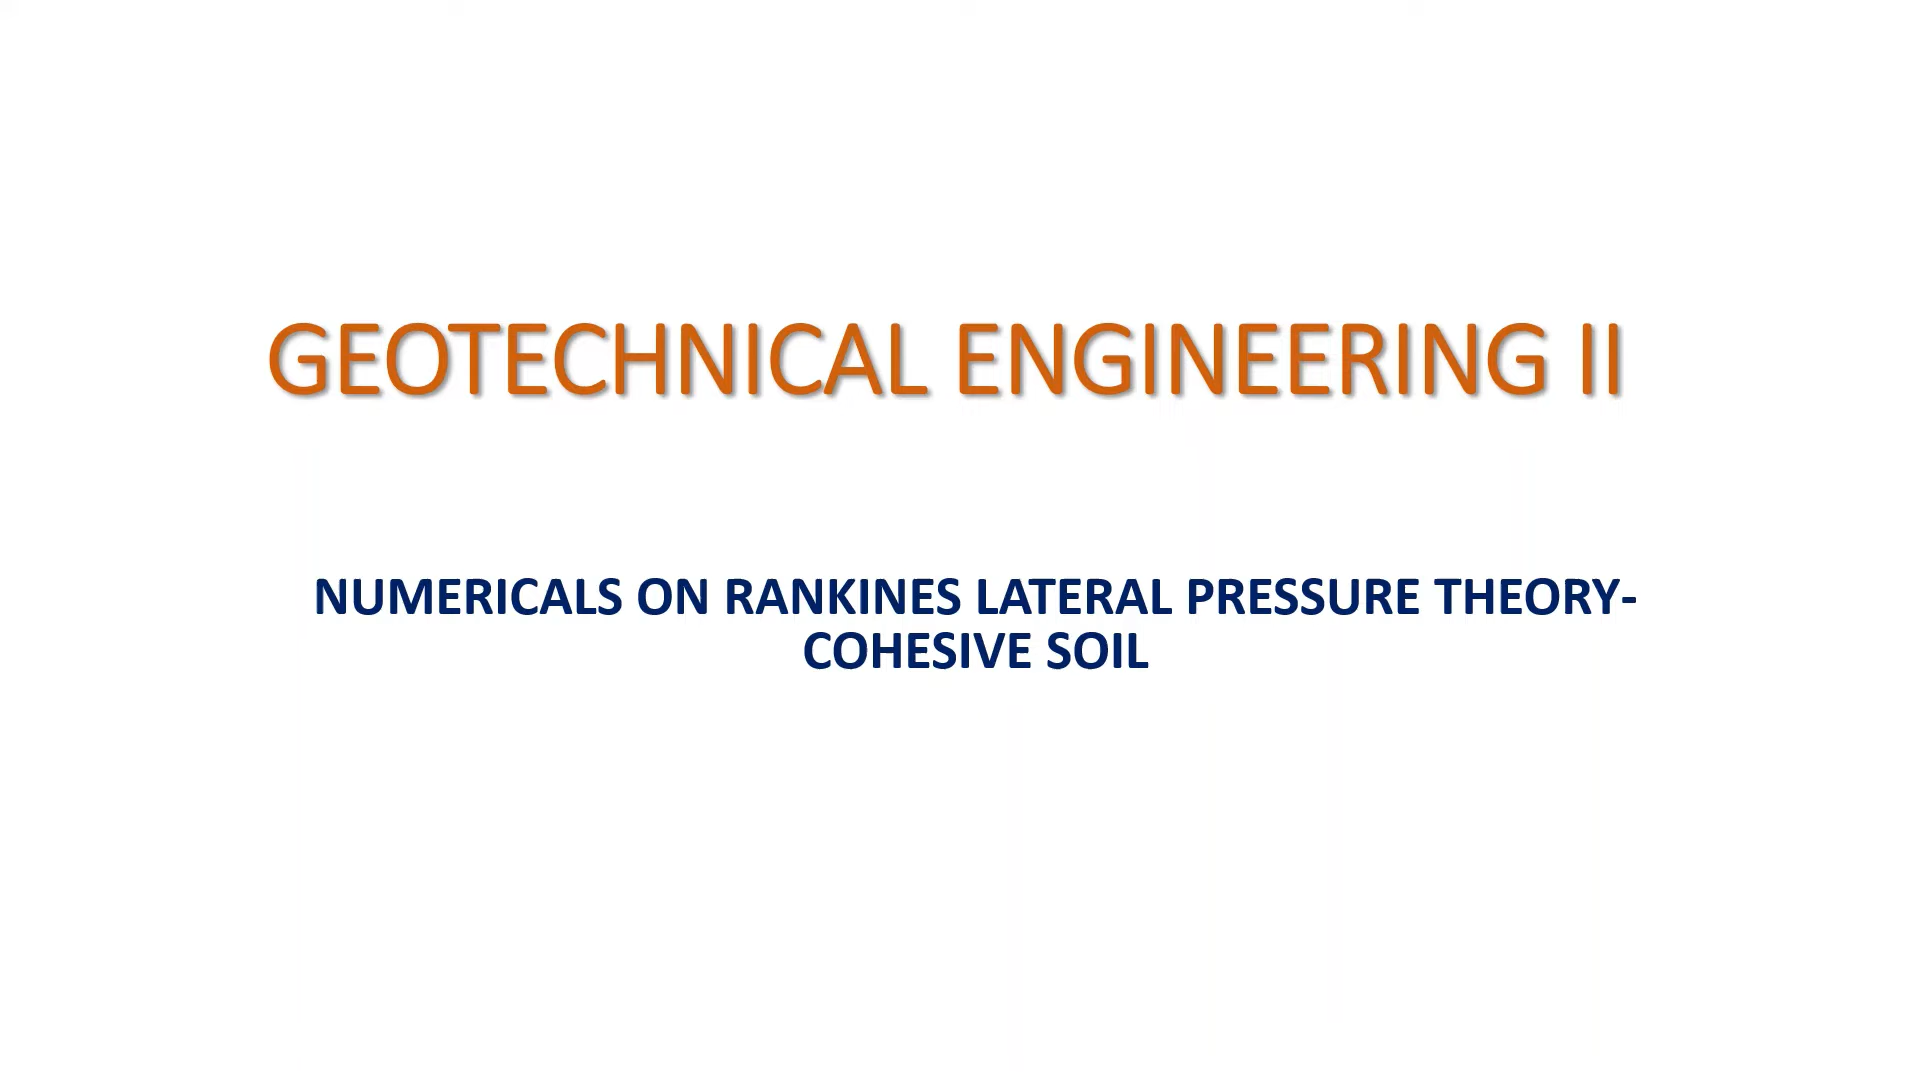 GEOTECHNICAL ENGINEERING II
NUMERICALS ON RANKINES LATERAL PRESSURE THEORY-
COHESIVE SOIL